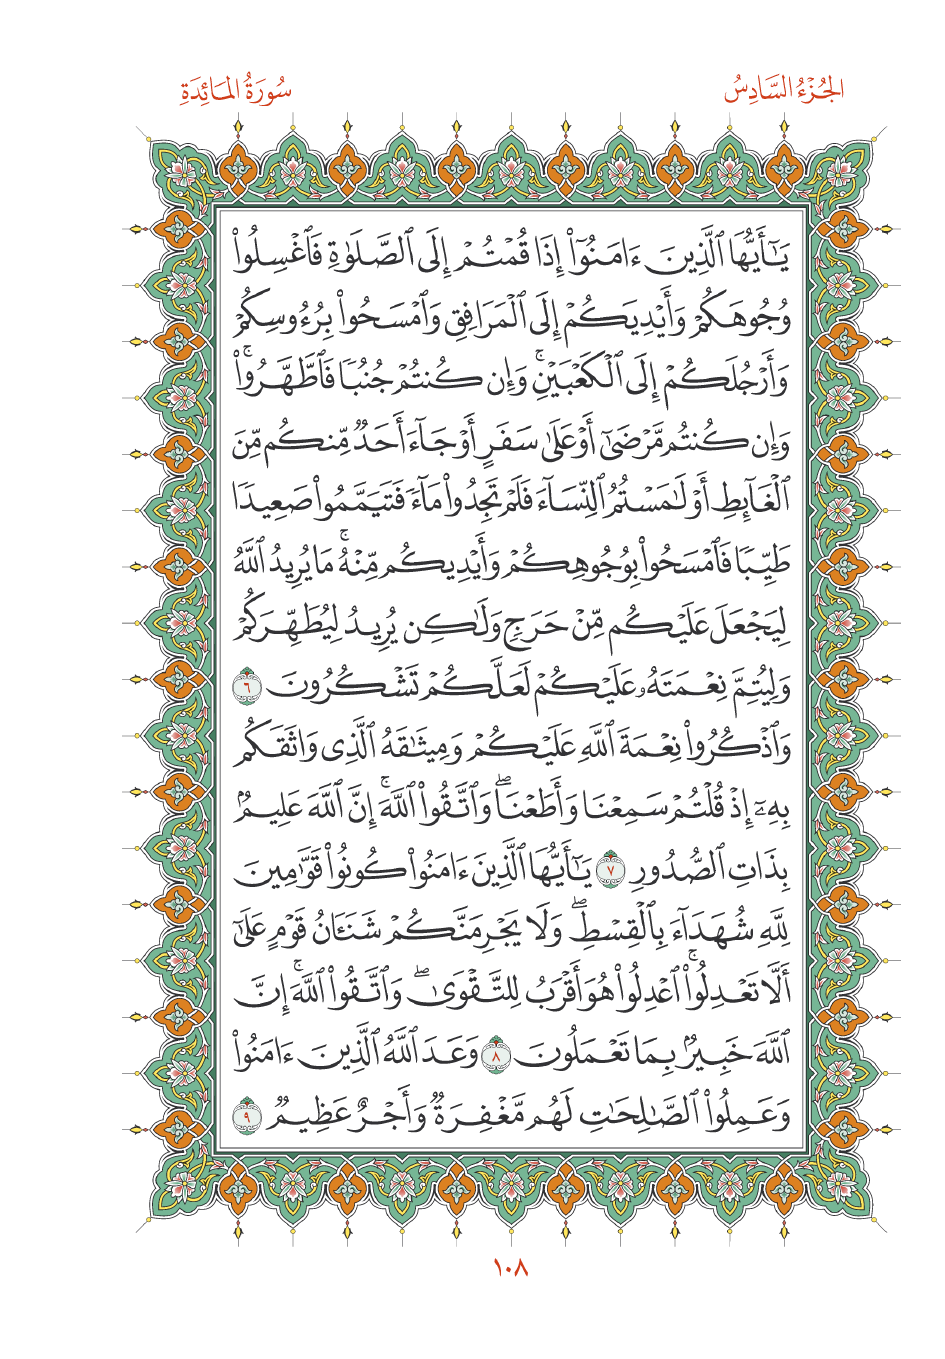 الجُزْءُ السَّادِسُ
سُورَةُ المَائِدَةِ
يَٰٓأَيُّهَا ٱلَّذِينَ ءَامَنُوٓاْ إِذَا قُمۡتُمۡ إِلَى ٱلصَّلَوٰةِ فَٱغۡسِلُواْ
وُجُوهَكُمۡ وَأَيۡدِيَكُمۡ إِلَى ٱلۡمَرَافِقِ وَٱمۡسَحُواْ بِرُءُوسِكُمۡ
وَأَرۡجُلَكُمۡ إِلَى ٱلۡكَعۡبَيۡنِۚ وَإِن كُنتُمۡ جُنُبٗا فَٱطَّهَّرُواْۚ
وَإِن كُنتُم مَّرۡضَىٰٓ أَوۡ عَلَىٰ سَفَرٍ أَوۡ جَآءَ أَحَدٞ مِّنكُم مِّنَ
ٱلۡغَآئِطِ أَوۡ لَٰمَسۡتُمُ ٱلنِّسَآءَ فَلَمۡ تَجِدُواْ مَآءٗ فَتَيَمَّمُواْ صَعِيدٗا
طَيِّبٗا فَٱمۡسَحُواْ بِوُجُوهِكُمۡ وَأَيۡدِيكُم مِّنۡهُۚ مَا يُرِيدُ ٱللَّهُ
لِيَجۡعَلَ عَلَيۡكُم مِّنۡ حَرَجٖ وَلَٰكِن يُرِيدُ لِيُطَهِّرَكُمۡ
وَلِيُتِمَّ نِعۡمَتَهُۥ عَلَيۡكُمۡ لَعَلَّكُمۡ تَشۡكُرُونَ ٦
وَٱذۡكُرُواْ نِعۡمَةَ ٱللَّهِ عَلَيۡكُمۡ وَمِيثَٰقَهُ ٱلَّذِي وَاثَقَكُم
بِهِۦٓ إِذۡ قُلۡتُمۡ سَمِعۡنَا وَأَطَعۡنَاۖ وَٱتَّقُواْ ٱللَّهَۚ إِنَّ ٱللَّهَ عَلِيمُۢ
بِذَاتِ ٱلصُّدُورِ ٧ يَٰٓأَيُّهَا ٱلَّذِينَ ءَامَنُواْ كُونُواْ قَوَّٰمِينَ
لِلَّهِ شُهَدَآءَ بِٱلۡقِسۡطِۖ وَلَا يَجۡرِمَنَّكُمۡ شَنَـَٔانُ قَوۡمٍ عَلَىٰٓ
أَلَّا تَعۡدِلُواْۚ ٱعۡدِلُواْ هُوَ أَقۡرَبُ لِلتَّقۡوَىٰۖ وَٱتَّقُواْ ٱللَّهَۚ إِنَّ
ٱللَّهَ خَبِيرُۢ بِمَا تَعۡمَلُونَ ٨ وَعَدَ ٱللَّهُ ٱلَّذِينَ ءَامَنُواْ
وَعَمِلُواْ ٱلصَّٰلِحَٰتِ لَهُم مَّغۡفِرَةٞ وَأَجۡرٌ عَظِيمٞ ٩
١٠٨